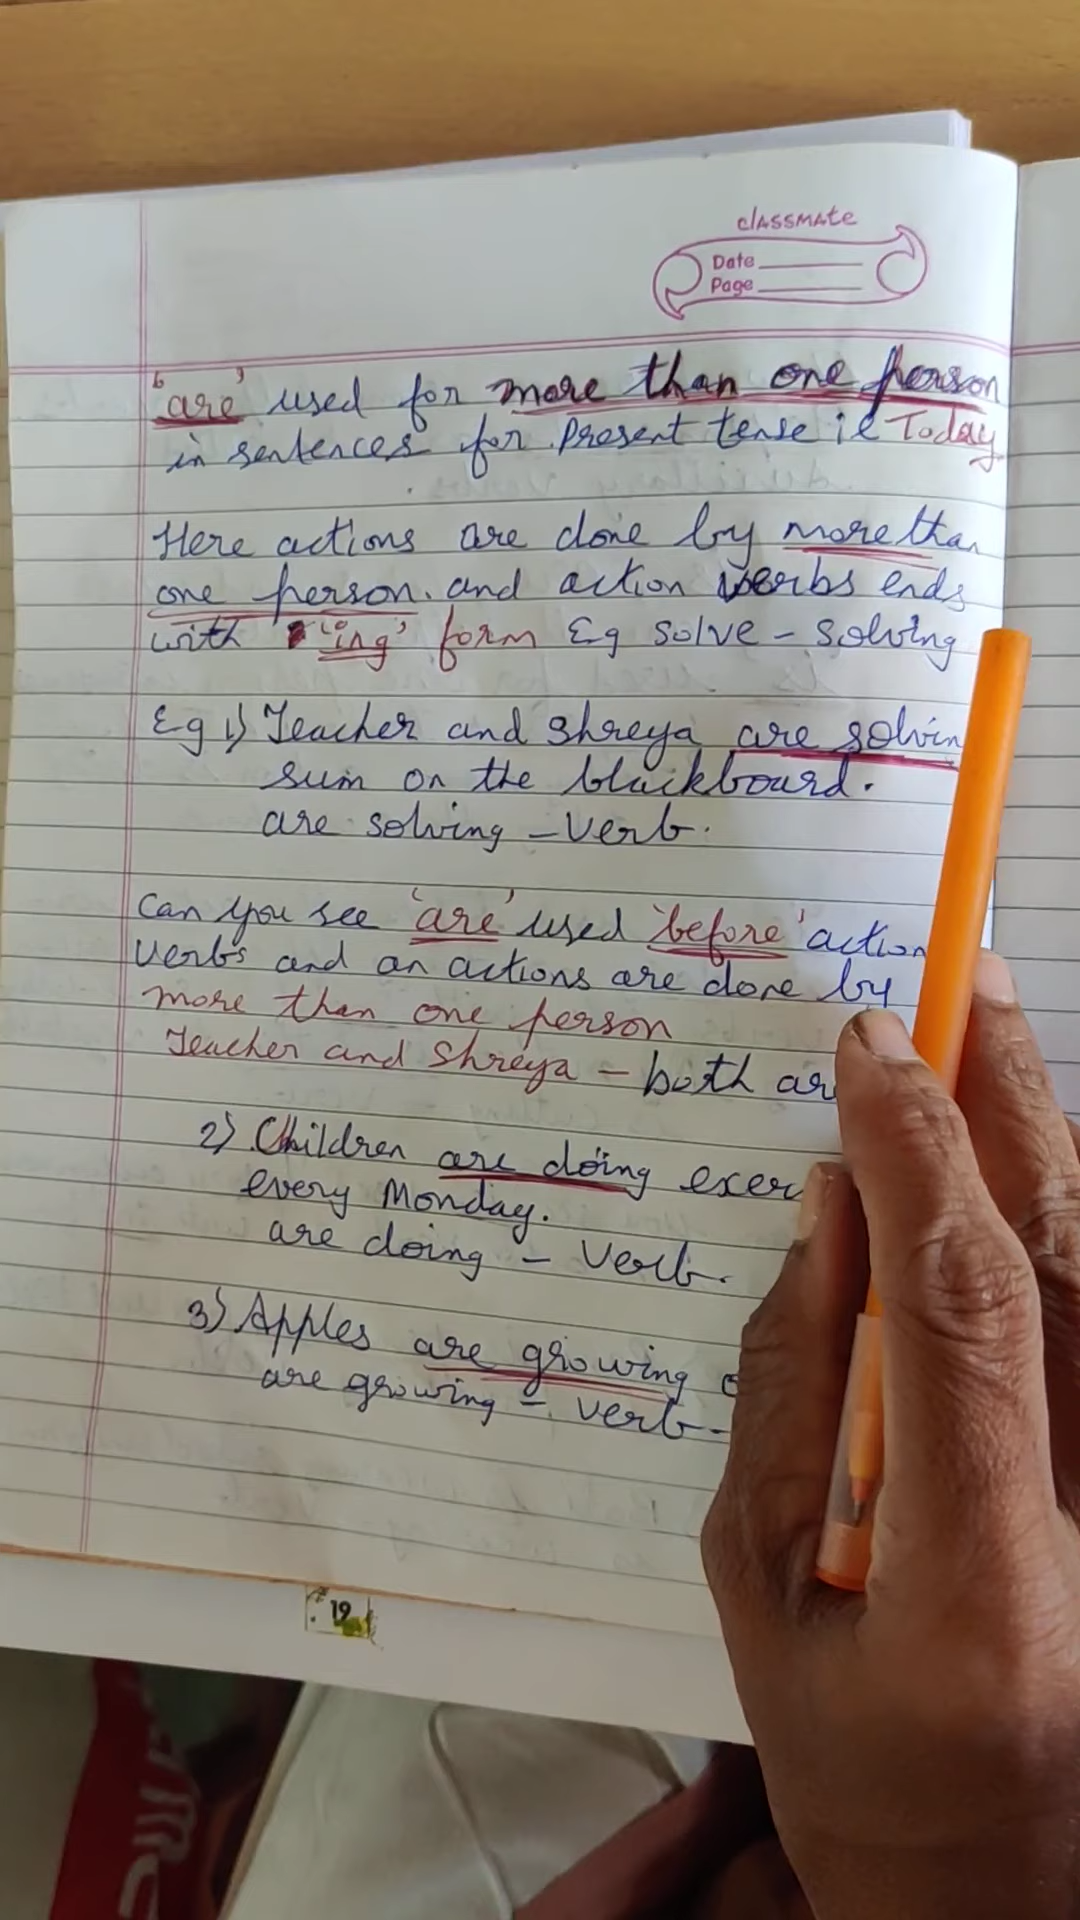 classmate
Date
Page
'are' used for more than one person
in sentences for Present tense ie Today
Here actions are done by more than
one person. and action verbs ends
with 'ing' form Eg solve - solving
Eg 1) Teacher and Shreya are solvin
sum on the blackboard.
are solving - verb.
Can you see 'are' used 'before' action
verbs and an actions are done by
more than one person
Teacher and Shreya - both ar
2) Children are doing exer
every Monday.
are doing - verb.
3) Apples are growing
are growing - verb-
19